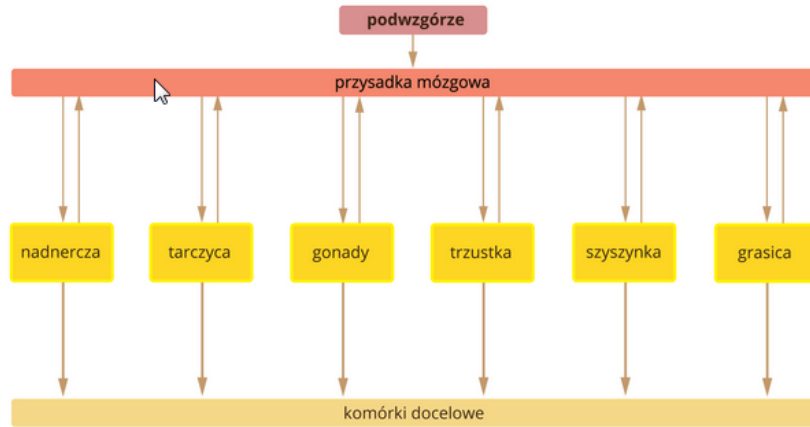 podwzgórze
przysadka mózgowa
nadnercza
tarczyca
gonady
trzustka
szyszynka
grasica
komórki docelowe